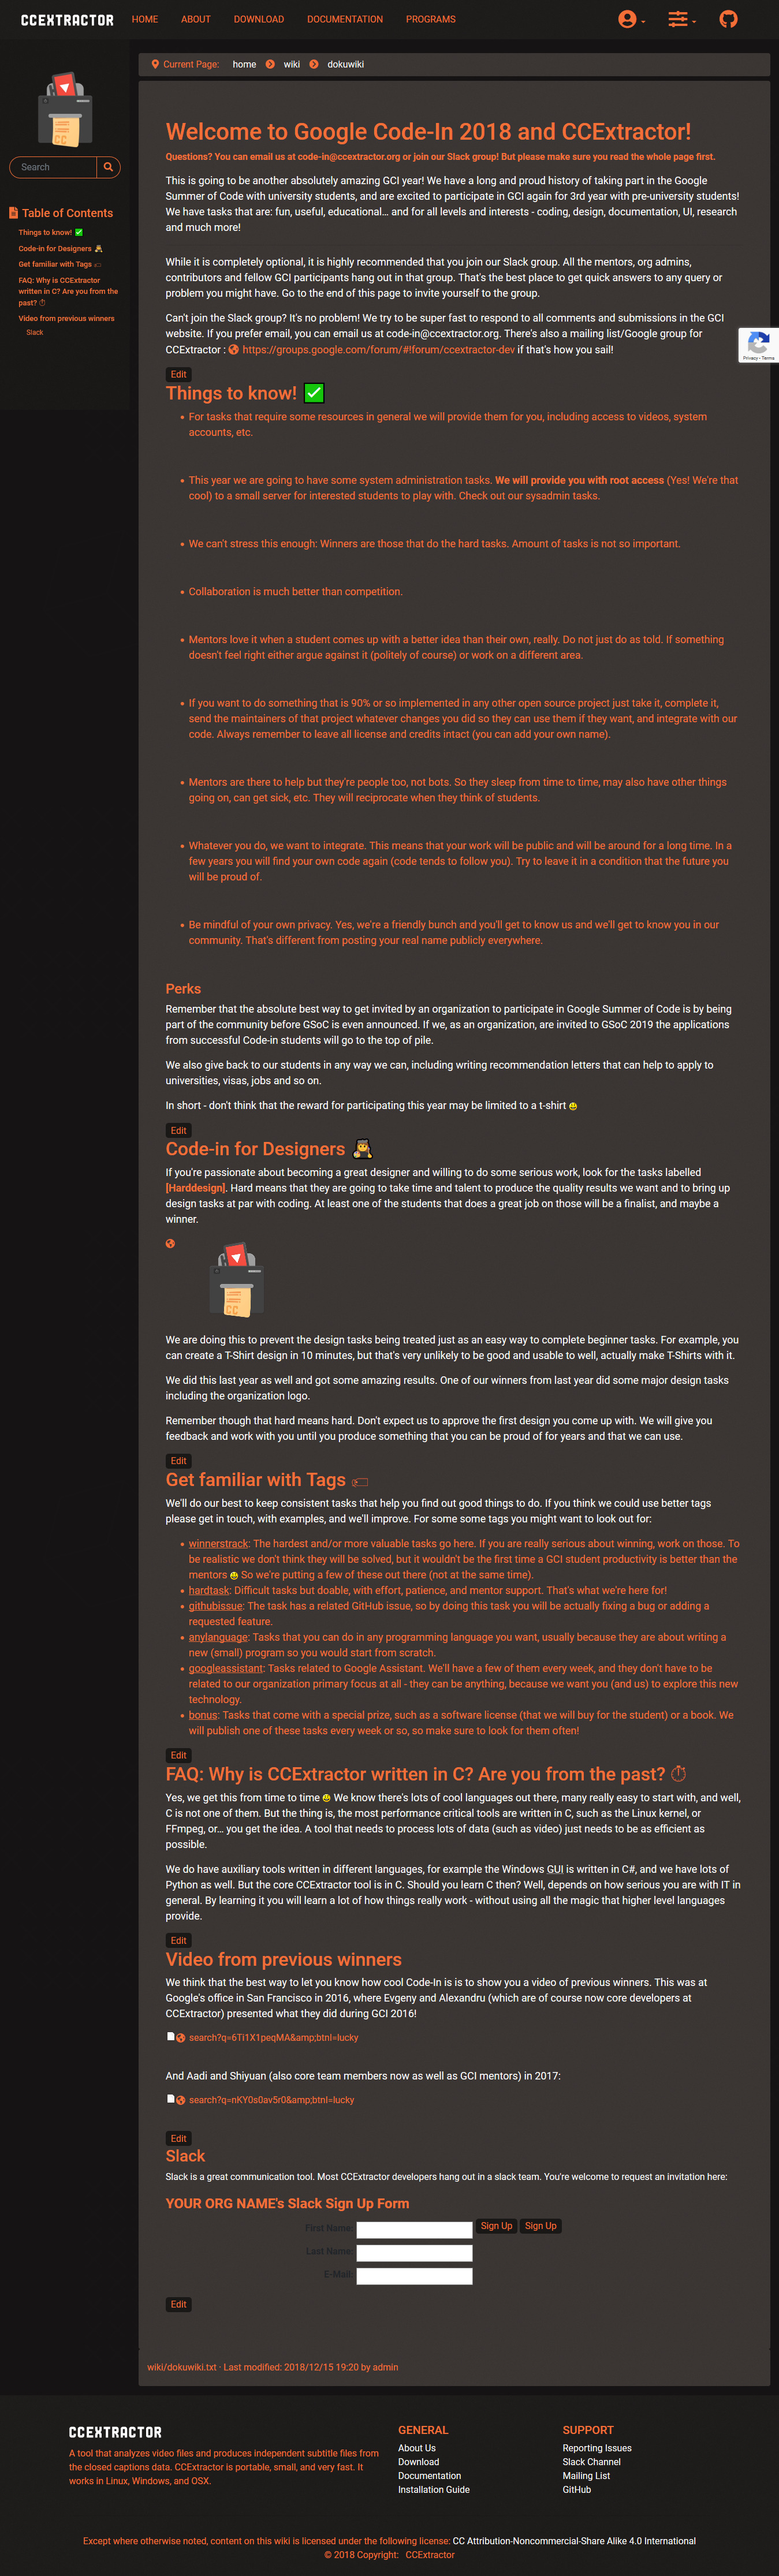 CCEXTRACTOR HOME ABOUT DOWNLOAD DOCUMENTATION PROGRAMS
Current Page: home wiki dokuwiki
Search
Table of Contents
Things to know! ✅
Code-in for Designers
Get familiar with Tags
FAQ: Why is CCExtractor
written in C? Are you from the
past?
Video from previous winners
Slack
Welcome to Google Code-In 2018 and CCExtractor!
Questions? You can email us at code-in@ccextractor.org or join our Slack group! But please make sure you read the whole page first.
This is going to be another absolutely amazing GCI year! We have a long and proud history of taking part in the Google
Summer of Code with university students, and are excited to participate in GCI again for 3rd year with pre-university students!
We have tasks that are: fun, useful, educational… and for all levels and interests - coding, design, documentation, UI, research
and much more!
While it is completely optional, it is highly recommended that you join our Slack group. All the mentors, org admins,
contributors and fellow GCI participants hang out in that group. That's the best place to get quick answers to any query or
problem you might have. Go to the end of this page to invite yourself to the group.
Can't join the Slack group? It's no problem! We try to be super fast to respond to all comments and submissions in the GCI
website. If you prefer email, you can email us at code-in@ccextractor.org. There's also a mailing list/Google group for
CCExtractor : https://groups.google.com/forum/#!forum/ccextractor-dev if that's how you sail!
Privacy - Terms
Edit
Things to know! ✅
• For tasks that require some resources in general we will provide them for you, including access to videos, system
accounts, etc.
• This year we are going to have some system administration tasks. We will provide you with root access (Yes! We're that
cool) to a small server for interested students to play with. Check out our sysadmin tasks.
• We can't stress this enough: Winners are those that do the hard tasks. Amount of tasks is not so important.
• Collaboration is much better than competition.
• Mentors love it when a student comes up with a better idea than their own, really. Do not just do as told. If something
doesn't feel right either argue against it (politely of course) or work on a different area.
• If you want to do something that is 90% or so implemented in any other open source project just take it, complete it,
send the maintainers of that project whatever changes you did so they can use them if they want, and integrate with our
code. Always remember to leave all license and credits intact (you can add your own name).
• Mentors are there to help but they're people too, not bots. So they sleep from time to time, may also have other things
going on, can get sick, etc. They will reciprocate when they think of students.
• Whatever you do, we want to integrate. This means that your work will be public and will be around for a long time. In a
few years you will find your own code again (code tends to follow you). Try to leave it in a condition that the future you
will be proud of.
• Be mindful of your own privacy. Yes, we're a friendly bunch and you'll get to know us and we'll get to know you in our
community. That's different from posting your real name publicly everywhere.
Perks
Remember that the absolute best way to get invited by an organization to participate in Google Summer of Code is by being
part of the community before GSoC is even announced. If we, as an organization, are invited to GSoC 2019 the applications
from successful Code-in students will go to the top of pile.
We also give back to our students in any way we can, including writing recommendation letters that can help to apply to
universities, visas, jobs and so on.
In short - don't think that the reward for participating this year may be limited to a t-shirt
Edit
Code-in for Designers
If you're passionate about becoming a great designer and willing to do some serious work, look for the tasks labelled
[Harddesign]. Hard means that they are going to take time and talent to produce the quality results we want and to bring up
design tasks at par with coding. At least one of the students that does a great job on those will be a finalist, and maybe a
winner.
We are doing this to prevent the design tasks being treated just as an easy way to complete beginner tasks. For example, you
can create a T-Shirt design in 10 minutes, but that's very unlikely to be good and usable to well, actually make T-Shirts with it.
We did this last year as well and got some amazing results. One of our winners from last year did some major design tasks
including the organization logo.
Remember though that hard means hard. Don't expect us to approve the first design you come up with. We will give you
feedback and work with you until you produce something that you can be proud of for years and that we can use.
Edit
Get familiar with Tags
We'll do our best to keep consistent tasks that help you find out good things to do. If you think we could use better tags
please get in touch, with examples, and we'll improve. For some some tags you might want to look out for:
• winnerstrack: The hardest and/or more valuable tasks go here. If you are really serious about winning, work on those. To
be realistic we don't think they will be solved, but it wouldn't be the first time a GCI student productivity is better than the
mentors So we're putting a few of these out there (not at the same time).
• hardtask: Difficult tasks but doable, with effort, patience, and mentor support. That's what we're here for!
• githubissue: The task has a related GitHub issue, so by doing this task you will be actually fixing a bug or adding a
requested feature.
• anylanguage: Tasks that you can do in any programming language you want, usually because they are about writing a
new (small) program so you would start from scratch.
• googleassistant: Tasks related to Google Assistant. We'll have a few of them every week, and they don't have to be
related to our organization primary focus at all - they can be anything, because we want you (and us) to explore this new
technology.
• bonus: Tasks that come with a special prize, such as a software license (that we will buy for the student) or a book. We
will publish one of these tasks every week or so, so make sure to look for them often!
Edit
FAQ: Why is CCExtractor written in C? Are you from the past?
Yes, we get this from time to time We know there's lots of cool languages out there, many really easy to start with, and well,
C is not one of them. But the thing is, the most performance critical tools are written in C, such as the Linux kernel, or
FFmpeg, or… you get the idea. A tool that needs to process lots of data (such as video) just needs to be as efficient as
possible.
We do have auxiliary tools written in different languages, for example the Windows GUI is written in C#, and we have lots of
Python as well. But the core CCExtractor tool is in C. Should you learn C then? Well, depends on how serious you are with IT in
general. By learning it you will learn a lot of how things really work - without using all the magic that higher level languages
provide.
Edit
Video from previous winners
We think that the best way to let you know how cool Code-In is is to show you a video of previous winners. This was at
Google's office in San Francisco in 2016, where Evgeny and Alexandru (which are of course now core developers at
CCExtractor) presented what they did during GCI 2016!
search?q=6Ti1X1peqMA&amp;btnI=lucky
And Aadi and Shiyuan (also core team members now as well as GCI mentors) in 2017:
search?q=nKY0s0av5r0&amp;btnI=lucky
Edit
Slack
Slack is a great communication tool. Most CCExtractor developers hang out in a slack team. You're welcome to request an invitation here:
YOUR ORG NAME's Slack Sign Up Form
First Name Sign Up Sign Up
Last Name
E-Mail
Edit
wiki/dokuwiki.txt · Last modified: 2018/12/15 19:20 by admin
CCEXTRACTOR
A tool that analyzes video files and produces independent subtitle files from
the closed captions data. CCExtractor is portable, small, and very fast. It
works in Linux, Windows, and OSX.
GENERAL
About Us
Download
Documentation
Installation Guide
SUPPORT
Reporting Issues
Slack Channel
Mailing List
GitHub
Except where otherwise noted, content on this wiki is licensed under the following license: CC Attribution-Noncommercial-Share Alike 4.0 International
© 2018 Copyright: CCExtractor